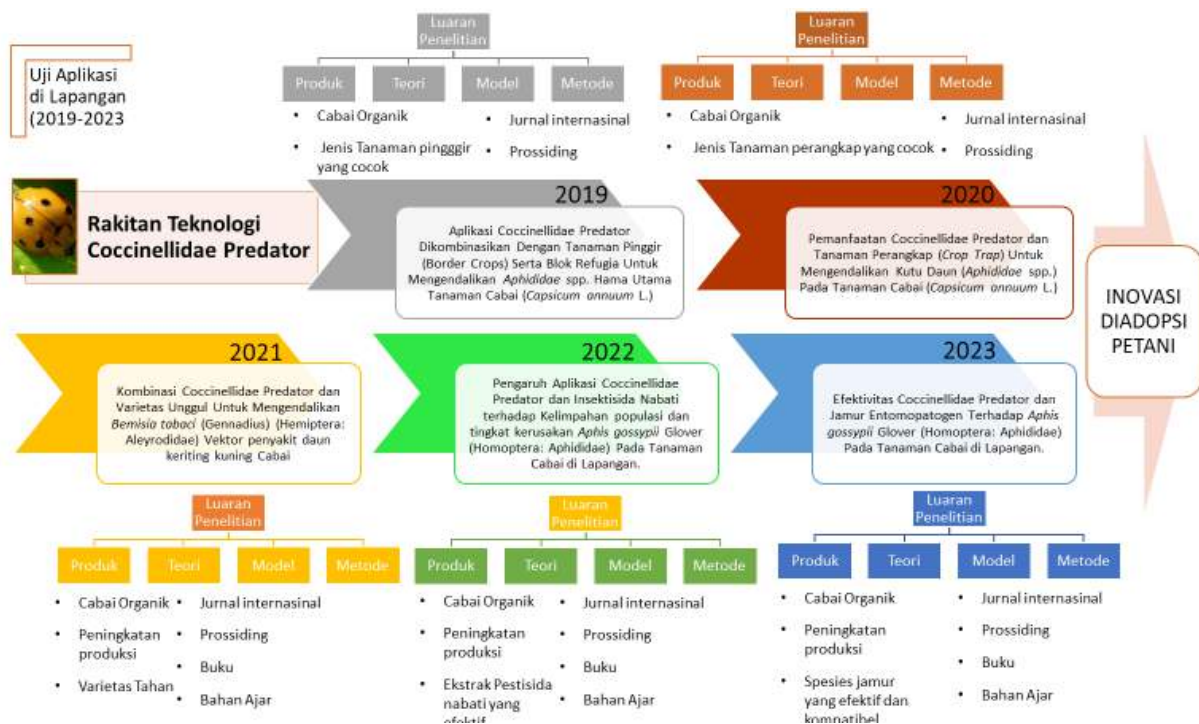 Uji Aplikasi
di Lapangan
(2019-2023
Luaran
Penelitian
Produk
Teori
Model
Metode
• Cabai Organik
• Jenis Tanaman pingggir
yang cocok
• Jurnal internasinal
• Prossiding
Luaran
Penelitian
Produk
Teori
Model
Metode
• Cabai Organik
• Jenis Tanaman perangkap yang cocok
• Jurnal internasinal
• Prossiding
Rakitan Teknologi
Coccinellidae Predator
2019
Aplikasi Coccinellidae Predator
Dikombinasikan Dengan Tanaman Pinggir
(Border Crops) Serta Blok Refugia Untuk
Mengendalikan Aphididae spp. Hama Utama
Tanaman Cabai (Capsicum annuum L.)
2020
Pemanfaatan Coccinellidae Predator dan
Tanaman Perangkap (Crop Trap) Untuk
Mengendalikan Kutu Daun (Aphididae spp.)
Pada Tanaman Cabai (Capsicum annuum L.)
INOVASI
DIADOPSI
PETANI
2021
Kombinasi Coccinellidae Predator dan
Varietas Unggul Untuk Mengendalikan
Bemisia tabaci (Gennadius) (Hemiptera:
Aleyrodidae) Vektor penyakit daun
keriting kuning Cabai
2022
Pengaruh Aplikasi Coccinellidae
Predator dan Insektisida Nabati
terhadap Kelimpahan populasi dan
tingkat kerusakan Aphis gossypii Glover
(Homoptera: Aphididae) Pada Tanaman
Cabai di Lapangan.
2023
Efektivitas Coccinellidae Predator dan
Jamur Entomopatogen Terhadap Aphis
gossypii Glover (Homoptera: Aphididae)
Pada Tanaman Cabai di Lapangan.
Luaran
Penelitian
Produk
Teori
Model
Metode
• Cabai Organik
• Peningkatan
produksi
• Varietas Tahan
• Jurnal internasinal
• Prossiding
• Buku
• Bahan Ajar
Luaran
Penelitian
Produk
Teori
Model
Metode
• Cabai Organik
• Peningkatan
produksi
• Ekstrak Pestisida
nabati yang
efektif
• Jurnal internasinal
• Prossiding
• Buku
• Bahan Ajar
Luaran
Penelitian
Produk
Teori
Model
Metode
• Cabai Organik
• Peningkatan
produksi
• Spesies jamur
yang efektif dan
kompatibel
• Jurnal internasinal
• Prossiding
• Buku
• Bahan Ajar